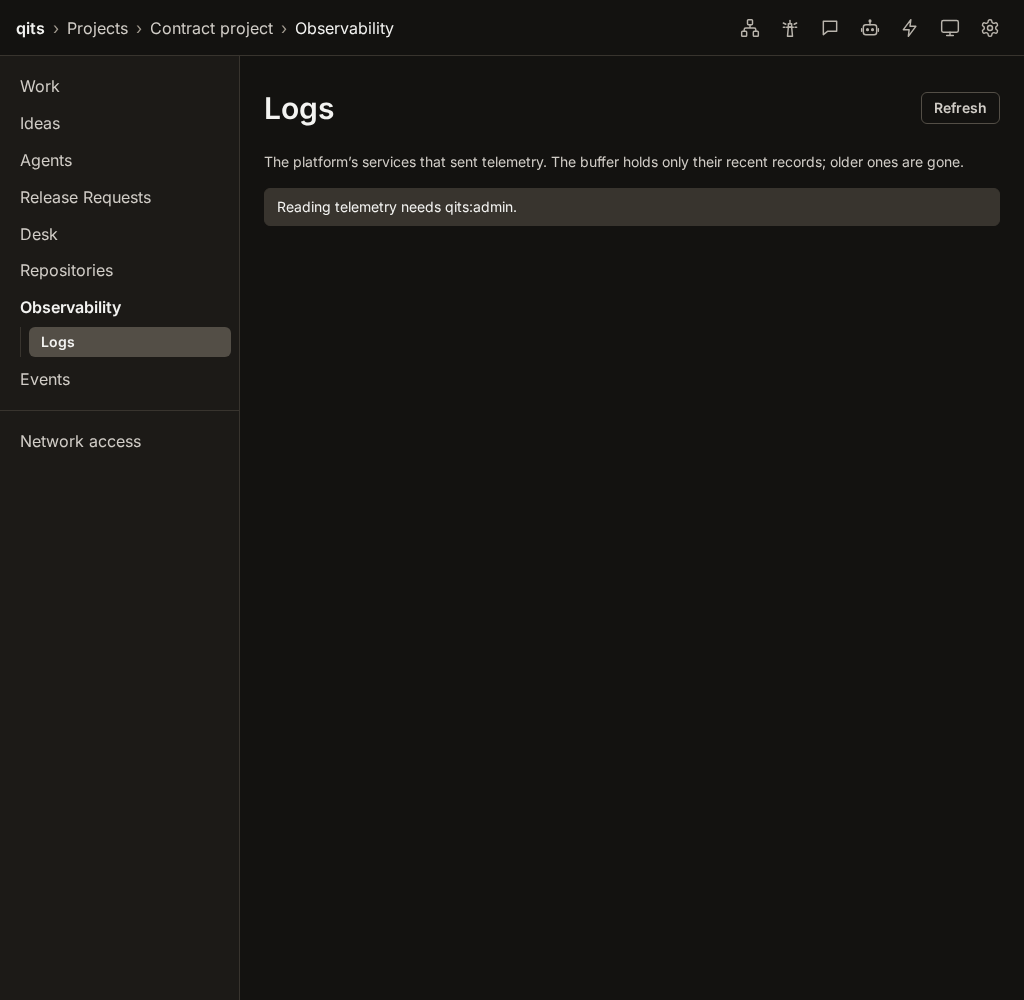 qits › Projects › Contract project › Observability
Work
Ideas
Agents
Release Requests
Desk
Repositories
Observability
Logs
Events
Network access
Logs
Refresh
The platform’s services that sent telemetry. The buffer holds only their recent records; older ones are gone.
Reading telemetry needs qits:admin.